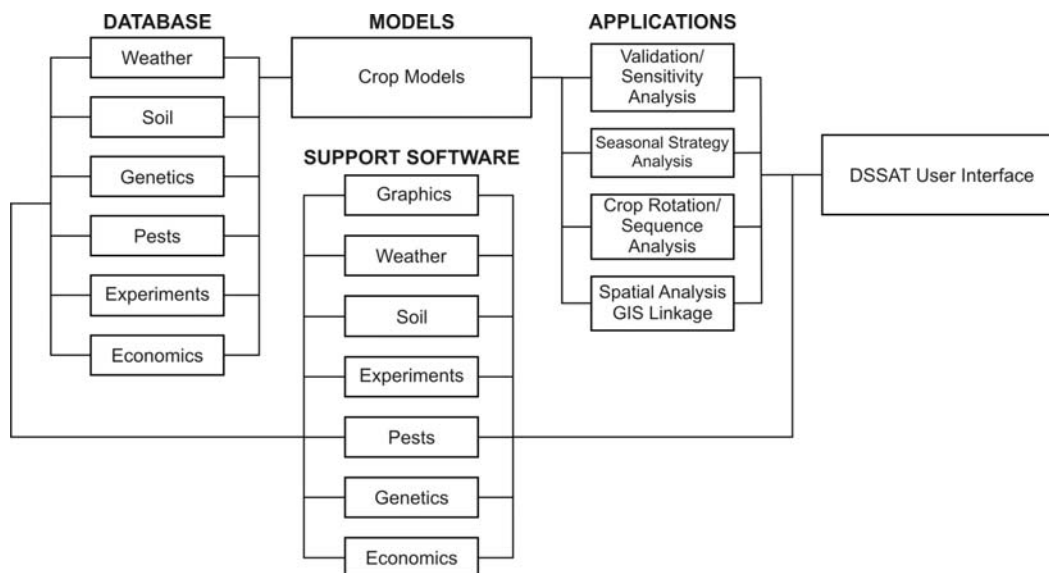 DATABASE
Weather
Soil
Genetics
Pests
Experiments
Economics
MODELS
Crop Models
SUPPORT SOFTWARE
Graphics
Weather
Soil
Experiments
Pests
Genetics
Economics
APPLICATIONS
Validation/
Sensitivity
Analysis
Seasonal Strategy
Analysis
Crop Rotation/
Sequence
Analysis
Spatial Analysis
GIS Linkage
DSSAT User Interface